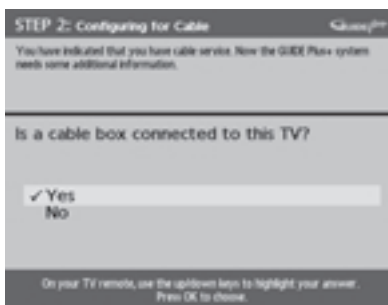 STEP 2: Configuring for Cable
You have indicated that you have cable service. Now the GUIDE Plus+ system
needs some additional information.
Is a cable box connected to this TV?
✓ Yes
No
On your TV remote, use the up/down keys to highlight your answer.
Press OK to choose.